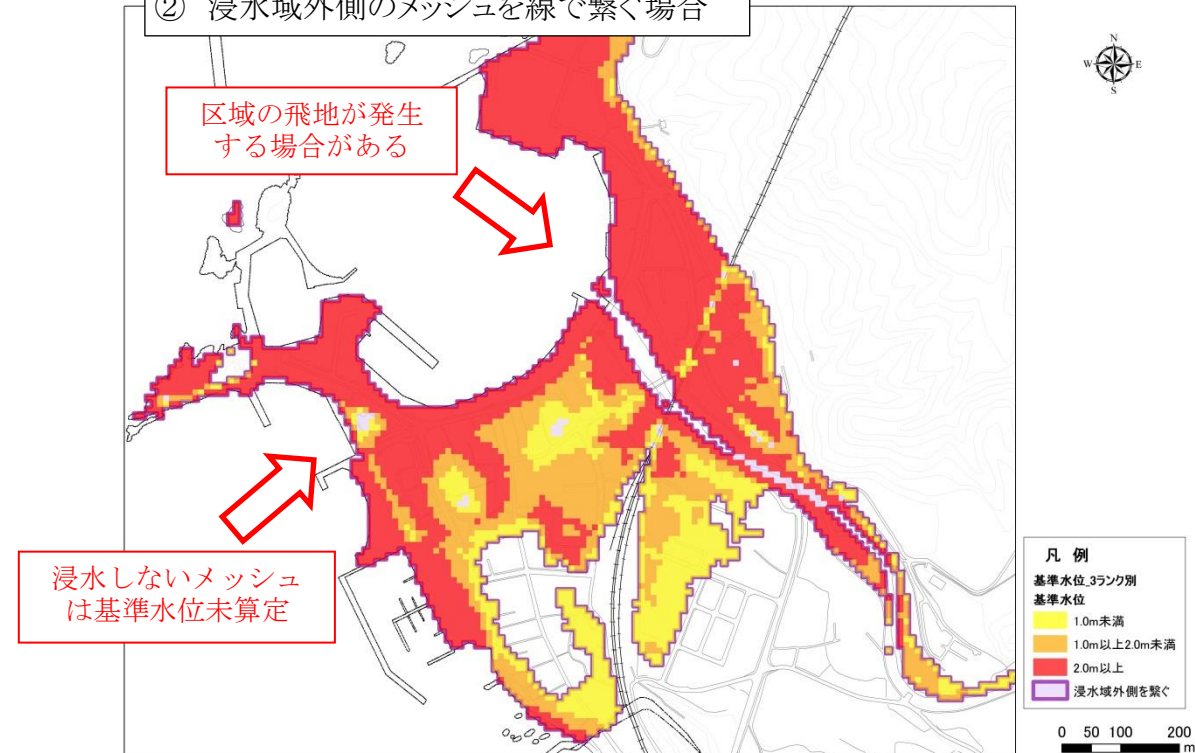 ② 浸水域外側のメッシュを線で繋ぐ場合
区域の飛地が発生
する場合がある
N
W E
S
浸水しないメッシュ
は基準水位未算定
凡 例
基準水位_3ランク別
基準水位
1.0m未満
1.0m以上2.0m未満
2.0m以上
浸水域外側を繋ぐ
0 50 100 200